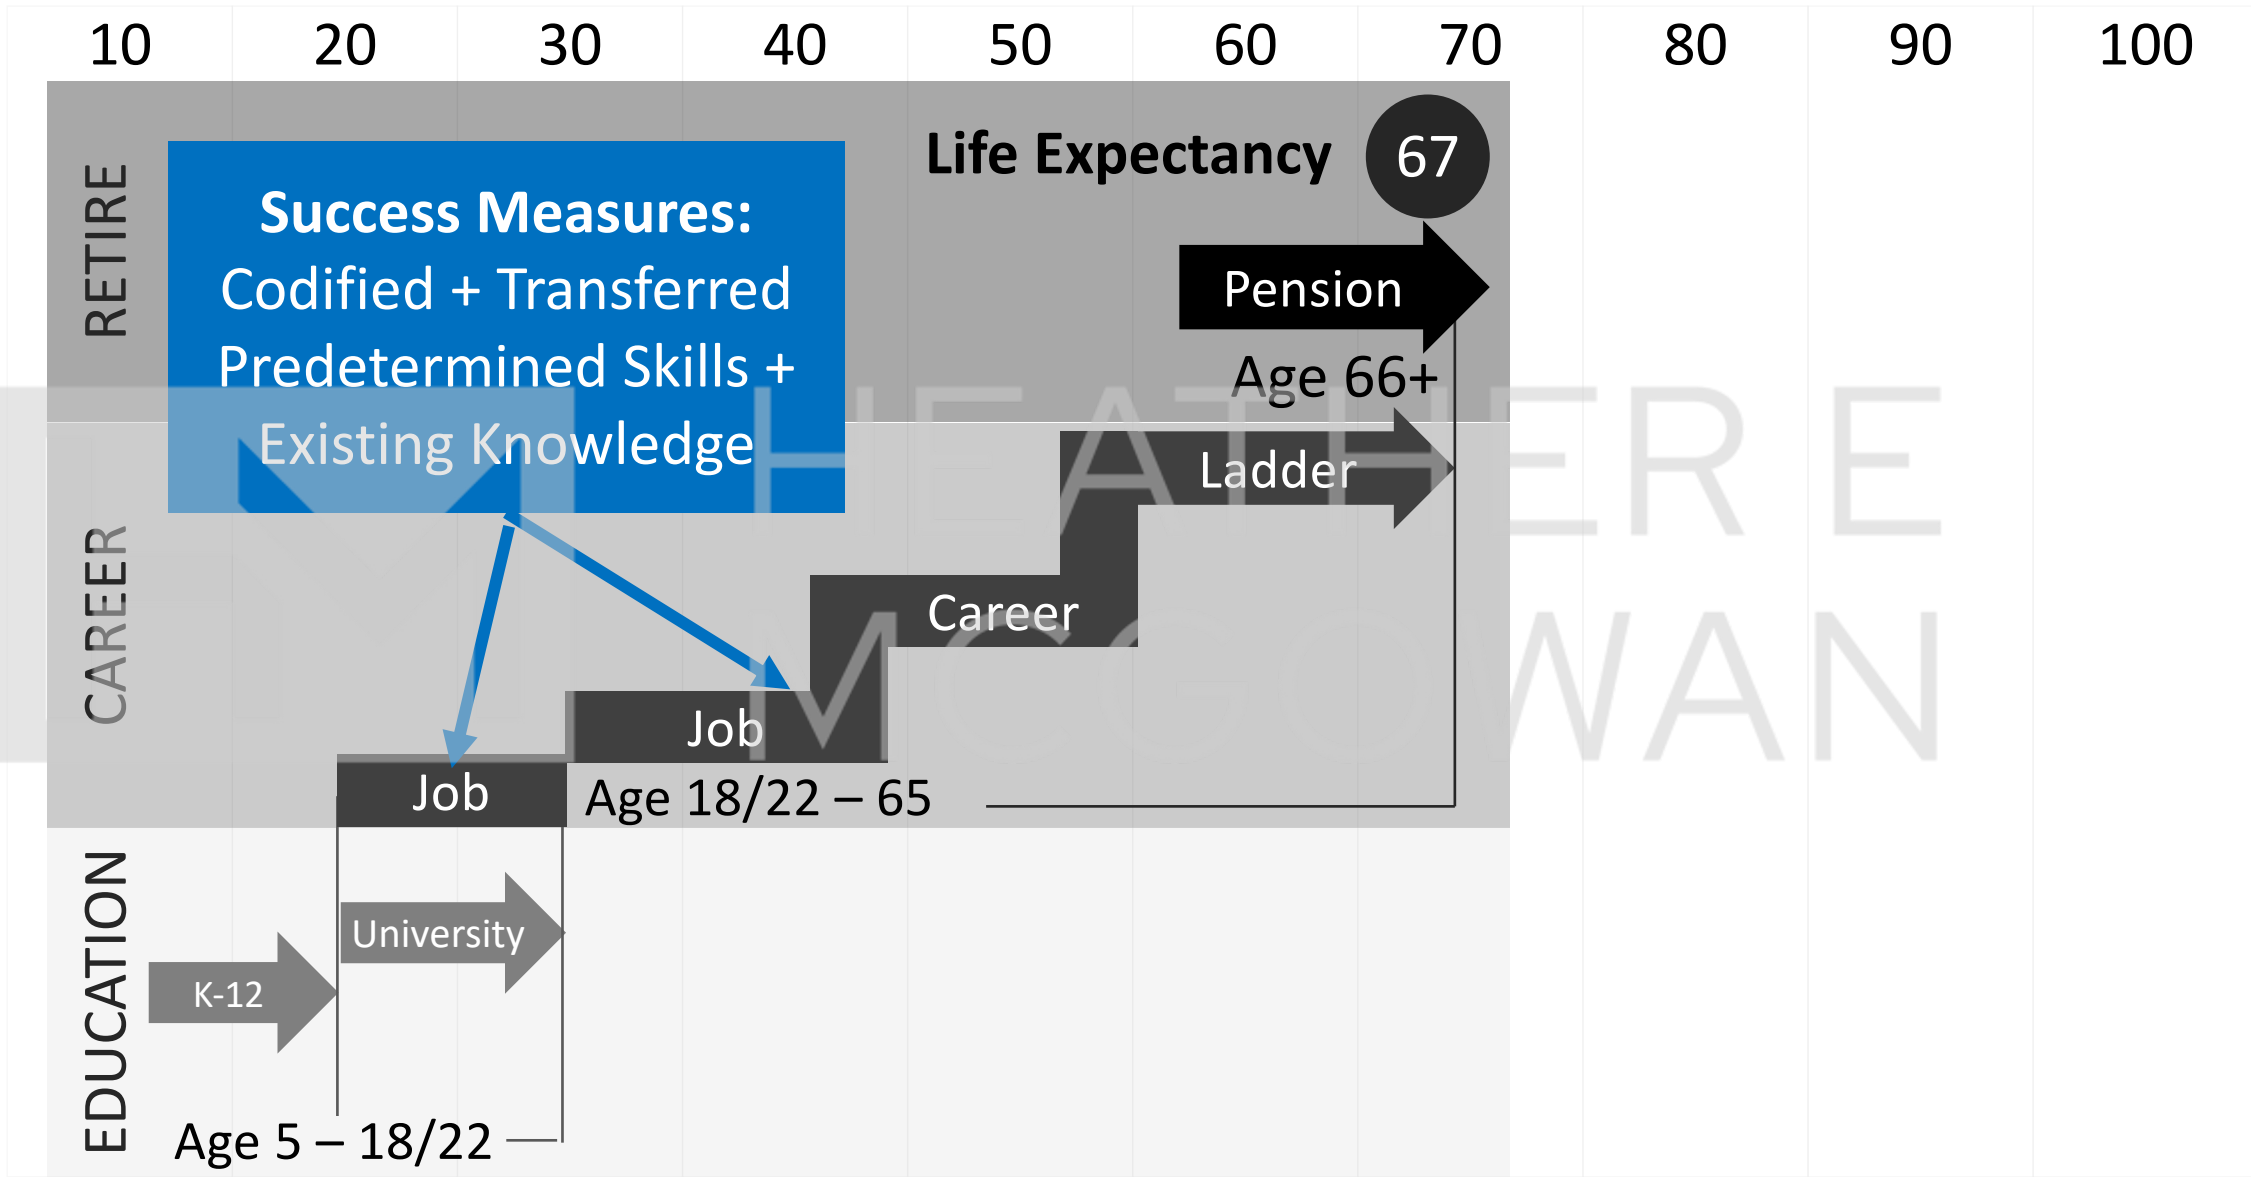 10 20 30 40 50 60 70 80 90 100
RETIRE
Success Measures:
Codified + Transferred
Predetermined Skills +
Existing Knowledge
Life Expectancy 67
Pension
Age 66+
HEATHER E
MCGOWAN
CAREER
Ladder
Career
Job
Job
Age 18/22 – 65
EDUCATION
University
K-12
Age 5 – 18/22